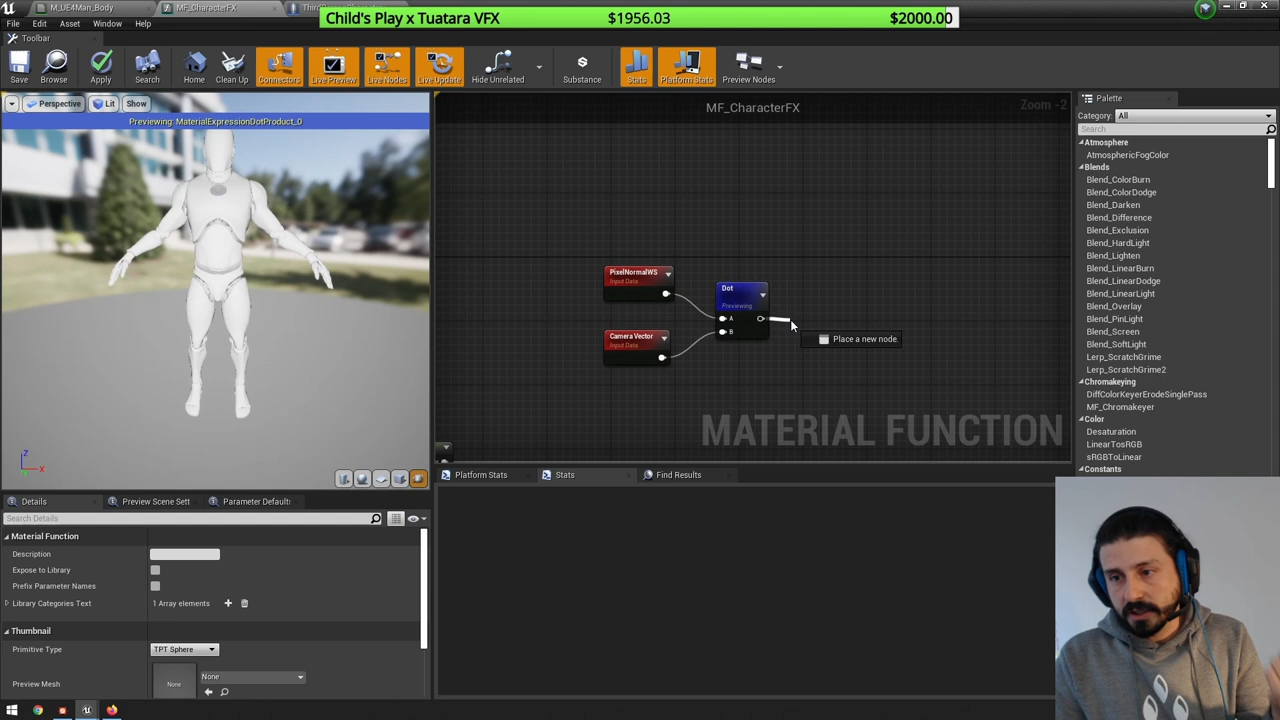 M_UE4Man_Body
MF_CharacterFX
Child's Play x Tuatara VFX
$1956.03
$2000.00
File
Edit
Asset
Window
Help
Toolbar
Save
Browse
Apply
Search
Home
Clean Up
Connectors
Live Preview
Live Nodes
Live Update
Hide Unrelated
Substance
Stats
Platform Stats
Preview Nodes
Perspective
Lit
Show
Previewing: MaterialExpressionDotProduct_0
MF_CharacterFX
Zoom -2
PixelNormalWS
Input Data
Camera Vector
Input Data
Dot
Previewing
A
B
Place a new node.
MATERIAL FUNCTION
Z
X
Palette
Category:
All
Search
Atmosphere
AtmosphericFogColor
Blends
Blend_ColorBurn
Blend_ColorDodge
Blend_Darken
Blend_Difference
Blend_Exclusion
Blend_HardLight
Blend_Lighten
Blend_LinearBurn
Blend_LinearDodge
Blend_LinearLight
Blend_Overlay
Blend_PinLight
Blend_Screen
Blend_SoftLight
Lerp_ScratchGrime
Lerp_ScratchGrime2
Chromakeying
DiffColorKeyerErodeSinglePass
MF_Chromakeyer
Color
Desaturation
LinearTosRGB
sRGBToLinear
Constants
Platform Stats
Stats
Find Results
Details
Preview Scene Sett
Parameter Default:
Search Details
Material Function
Description
Expose to Library
Prefix Parameter Names
Library Categories Text
1 Array elements
Thumbnail
Primitive Type
TPT Sphere
Preview Mesh
None
None